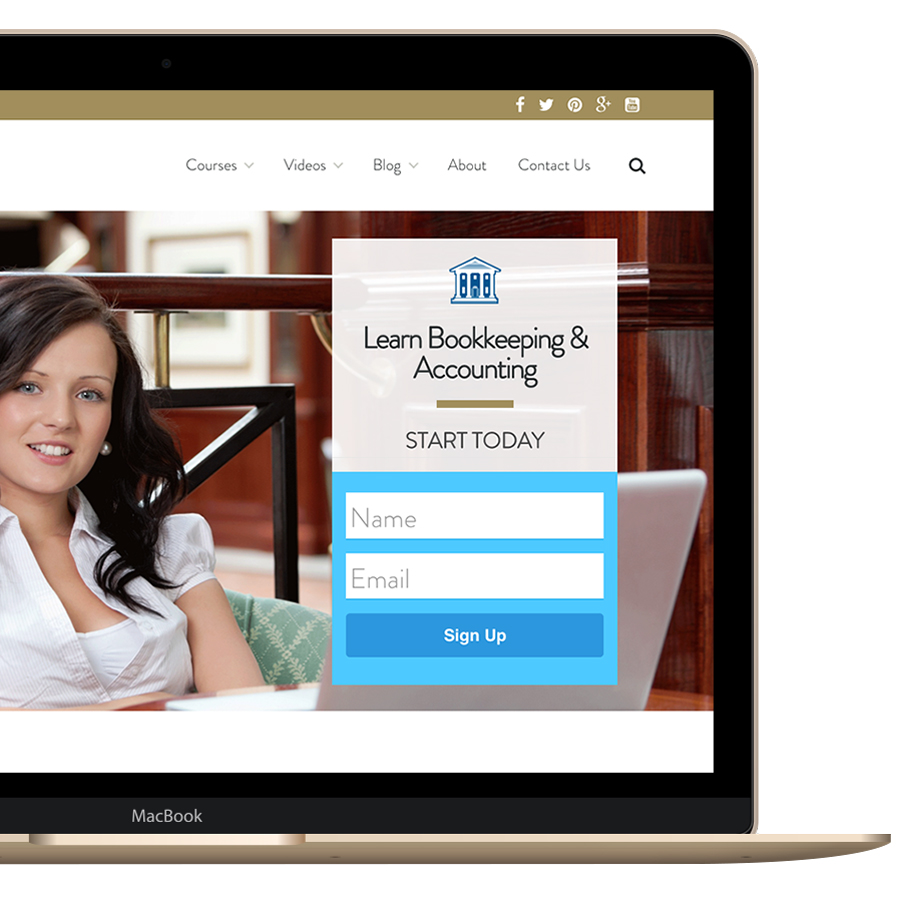 Courses
Videos
Blog
About
Contact Us
Learn Bookkeeping &
Accounting
START TODAY
Name
Email
Sign Up
MacBook